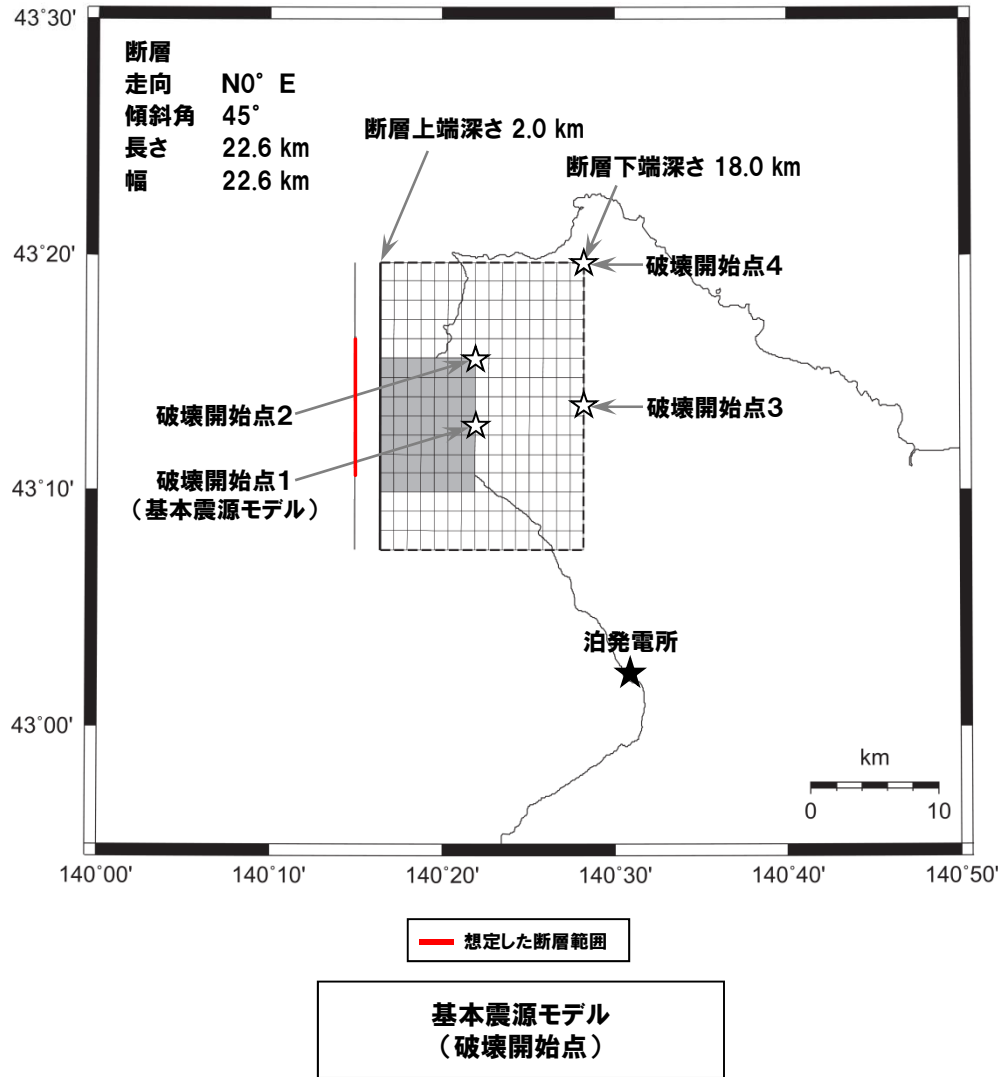 43°30'
断層
走向 N0° E
傾斜角 45°
長さ 22.6 km
幅 22.6 km
断層上端深さ 2.0 km
断層下端深さ 18.0 km
43°20'
破壊開始点4
破壊開始点2
破壊開始点3
破壊開始点1
（基本震源モデル）
43°10'
泊発電所
43°00'
km
0 10
140°00' 140°10' 140°20' 140°30' 140°40' 140°50'
想定した断層範囲
基本震源モデル
（破壊開始点）